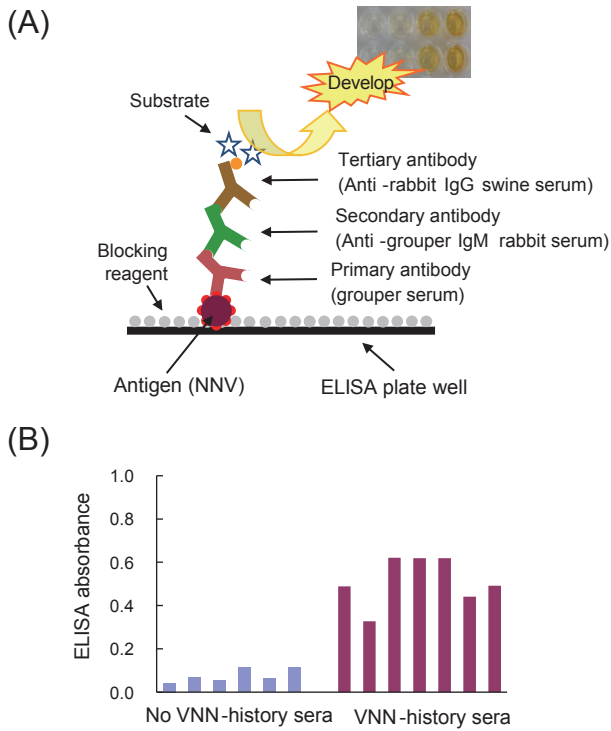 (A)
Develop
Substrate
Tertiary antibody
(Anti -rabbit IgG swine serum)
Secondary antibody
(Anti -grouper IgM rabbit serum)
Blocking
reagent
Primary antibody
(grouper serum)
Antigen (NNV)
ELISA plate well
(B)
ELISA absorbance
1.0
0.8
0.6
0.4
0.2
0.0
No VNN-history sera
VNN-history sera